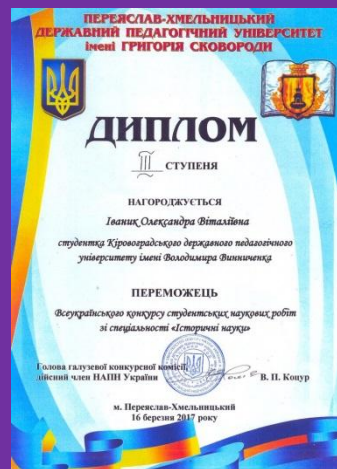 ПЕРЕЯСЛАВ-ХМЕЛЬНИЦЬКИЙ
ДЕРЖАВНИЙ ПЕДАГОГІЧНИЙ УНІВЕРСИТЕТ
імені ГРИГОРІЯ СКОВОРОДИ
ДИПЛОМ
III СТУПЕНЯ
НАГОРОДЖУЄТЬСЯ
Іваник Олександра Віталіївна
студентка Кіровоградського державного педагогічного
університету імені Володимира Винниченка
ПЕРЕМОЖЕЦЬ
Всеукраїнського конкурсу студентських наукових робіт
зі спеціальності «Історичні науки»
Голова галузевої конкурсної комісії,
дійсний член НАПН України В. П. Коцур
м. Переяслав-Хмельницький
16 березня 2017 року